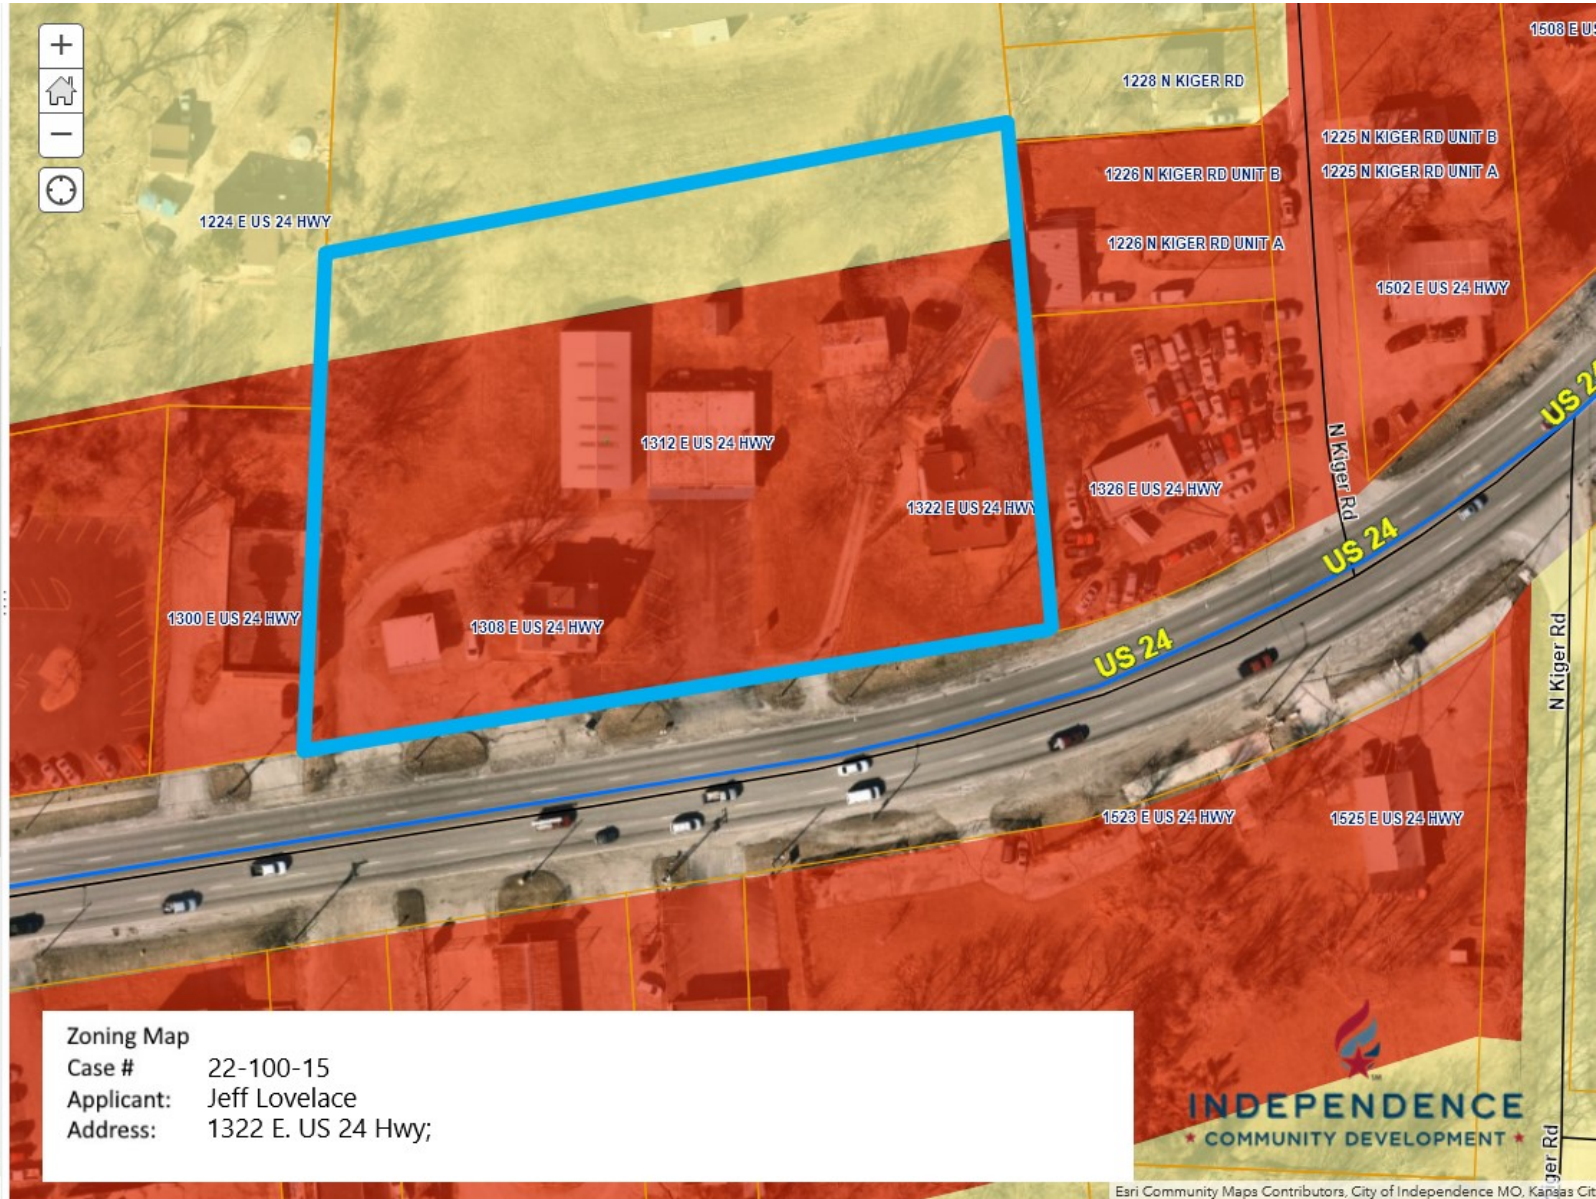 1508 E US
1228 N KIGER RD
1225 N KIGER RD UNIT B
1226 N KIGER RD UNIT B
1225 N KIGER RD UNIT A
1224 E US 24 HWY
1226 N KIGER RD UNIT A
1502 E US 24 HWY
US 24
1312 E US 24 HWY
N Kiger Rd
1326 E US 24 HWY
1322 E US 24 HWY
US 24
1300 E US 24 HWY
1308 E US 24 HWY
US 24
N Kiger Rd
1523 E US 24 HWY
1525 E US 24 HWY
Zoning Map
Case # 22-100-15
Applicant: Jeff Lovelace
Address: 1322 E. US 24 Hwy;
INDEPENDENCE
COMMUNITY DEVELOPMENT
iger Rd
Esri Community Maps Contributors, City of Independence MO, Kansas Cit